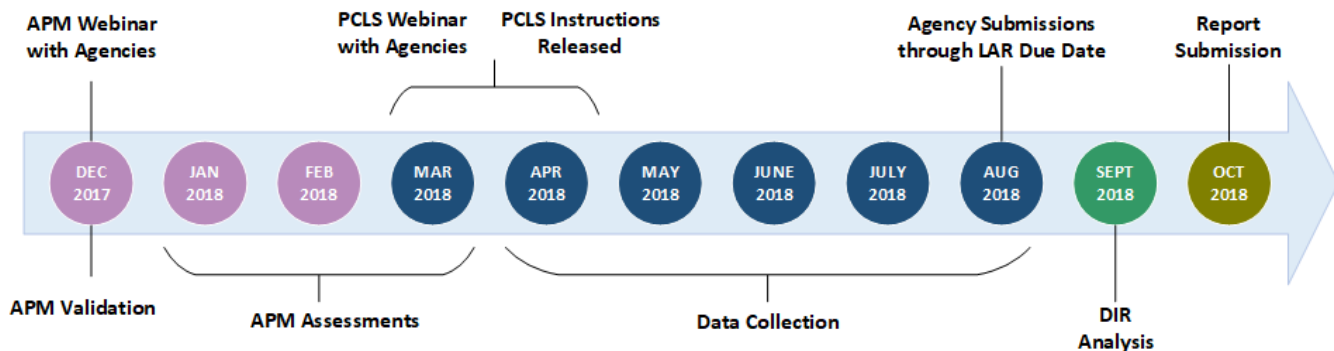 APM Webinar
with Agencies
PCLS Webinar
with Agencies
PCLS Instructions
Released
Agency Submissions
through LAR Due Date
Report
Submission
DEC
2017
JAN
2018
FEB
2018
MAR
2018
APR
2018
MAY
2018
JUNE
2018
JULY
2018
AUG
2018
SEPT
2018
OCT
2018
APM Validation
APM Assessments
Data Collection
DIR
Analysis